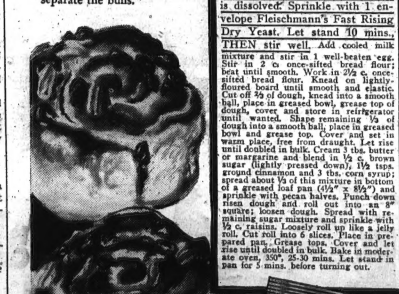 separate the buns.
is dissolved. Sprinkle with 1 en-
velope Fleischmann's Fast Rising
Dry Yeast. Let stand 10 mins.,
THEN stir well. Add cooled milk
mixture and stir in 1 well-beaten egg.
Stir in 2 c. once-sifted bread flour;
beat until smooth. Work in 2½ c. once-
sifted bread flour. Knead on lightly-
floured board until smooth and elastic.
Cut off ⅔ of dough, knead into a smooth
ball, place in greased bowl, grease top of
dough, cover and store in refrigerator
until wanted. Shape remaining ⅓ of
dough into a smooth ball, place in greased
bowl and grease top. Cover and set in
warm place, free from draught. Let rise
until doubled in bulk. Cream 3 tbs. butter
or margarine and blend in ½ c. brown
sugar (lightly pressed down), 1½ tsps.
ground cinnamon and 3 tbs. corn syrup;
spread about ⅓ of this mixture in bottom
of a greased loaf pan (4½" x 8½") and
sprinkle with pecan halves. Punch down
risen dough and roll out into an 8"
square; loosen dough. Spread with re-
maining sugar mixture and sprinkle with
½ c. raisins. Loosely roll up like a jelly
roll. Cut roll into 6 slices. Place in pre-
pared pan. Grease tops. Cover and let
rise until doubled in bulk. Bake in moder-
ate oven, 350°, 25-30 mins. Let stand in
pan for 5 mins. before turning out.